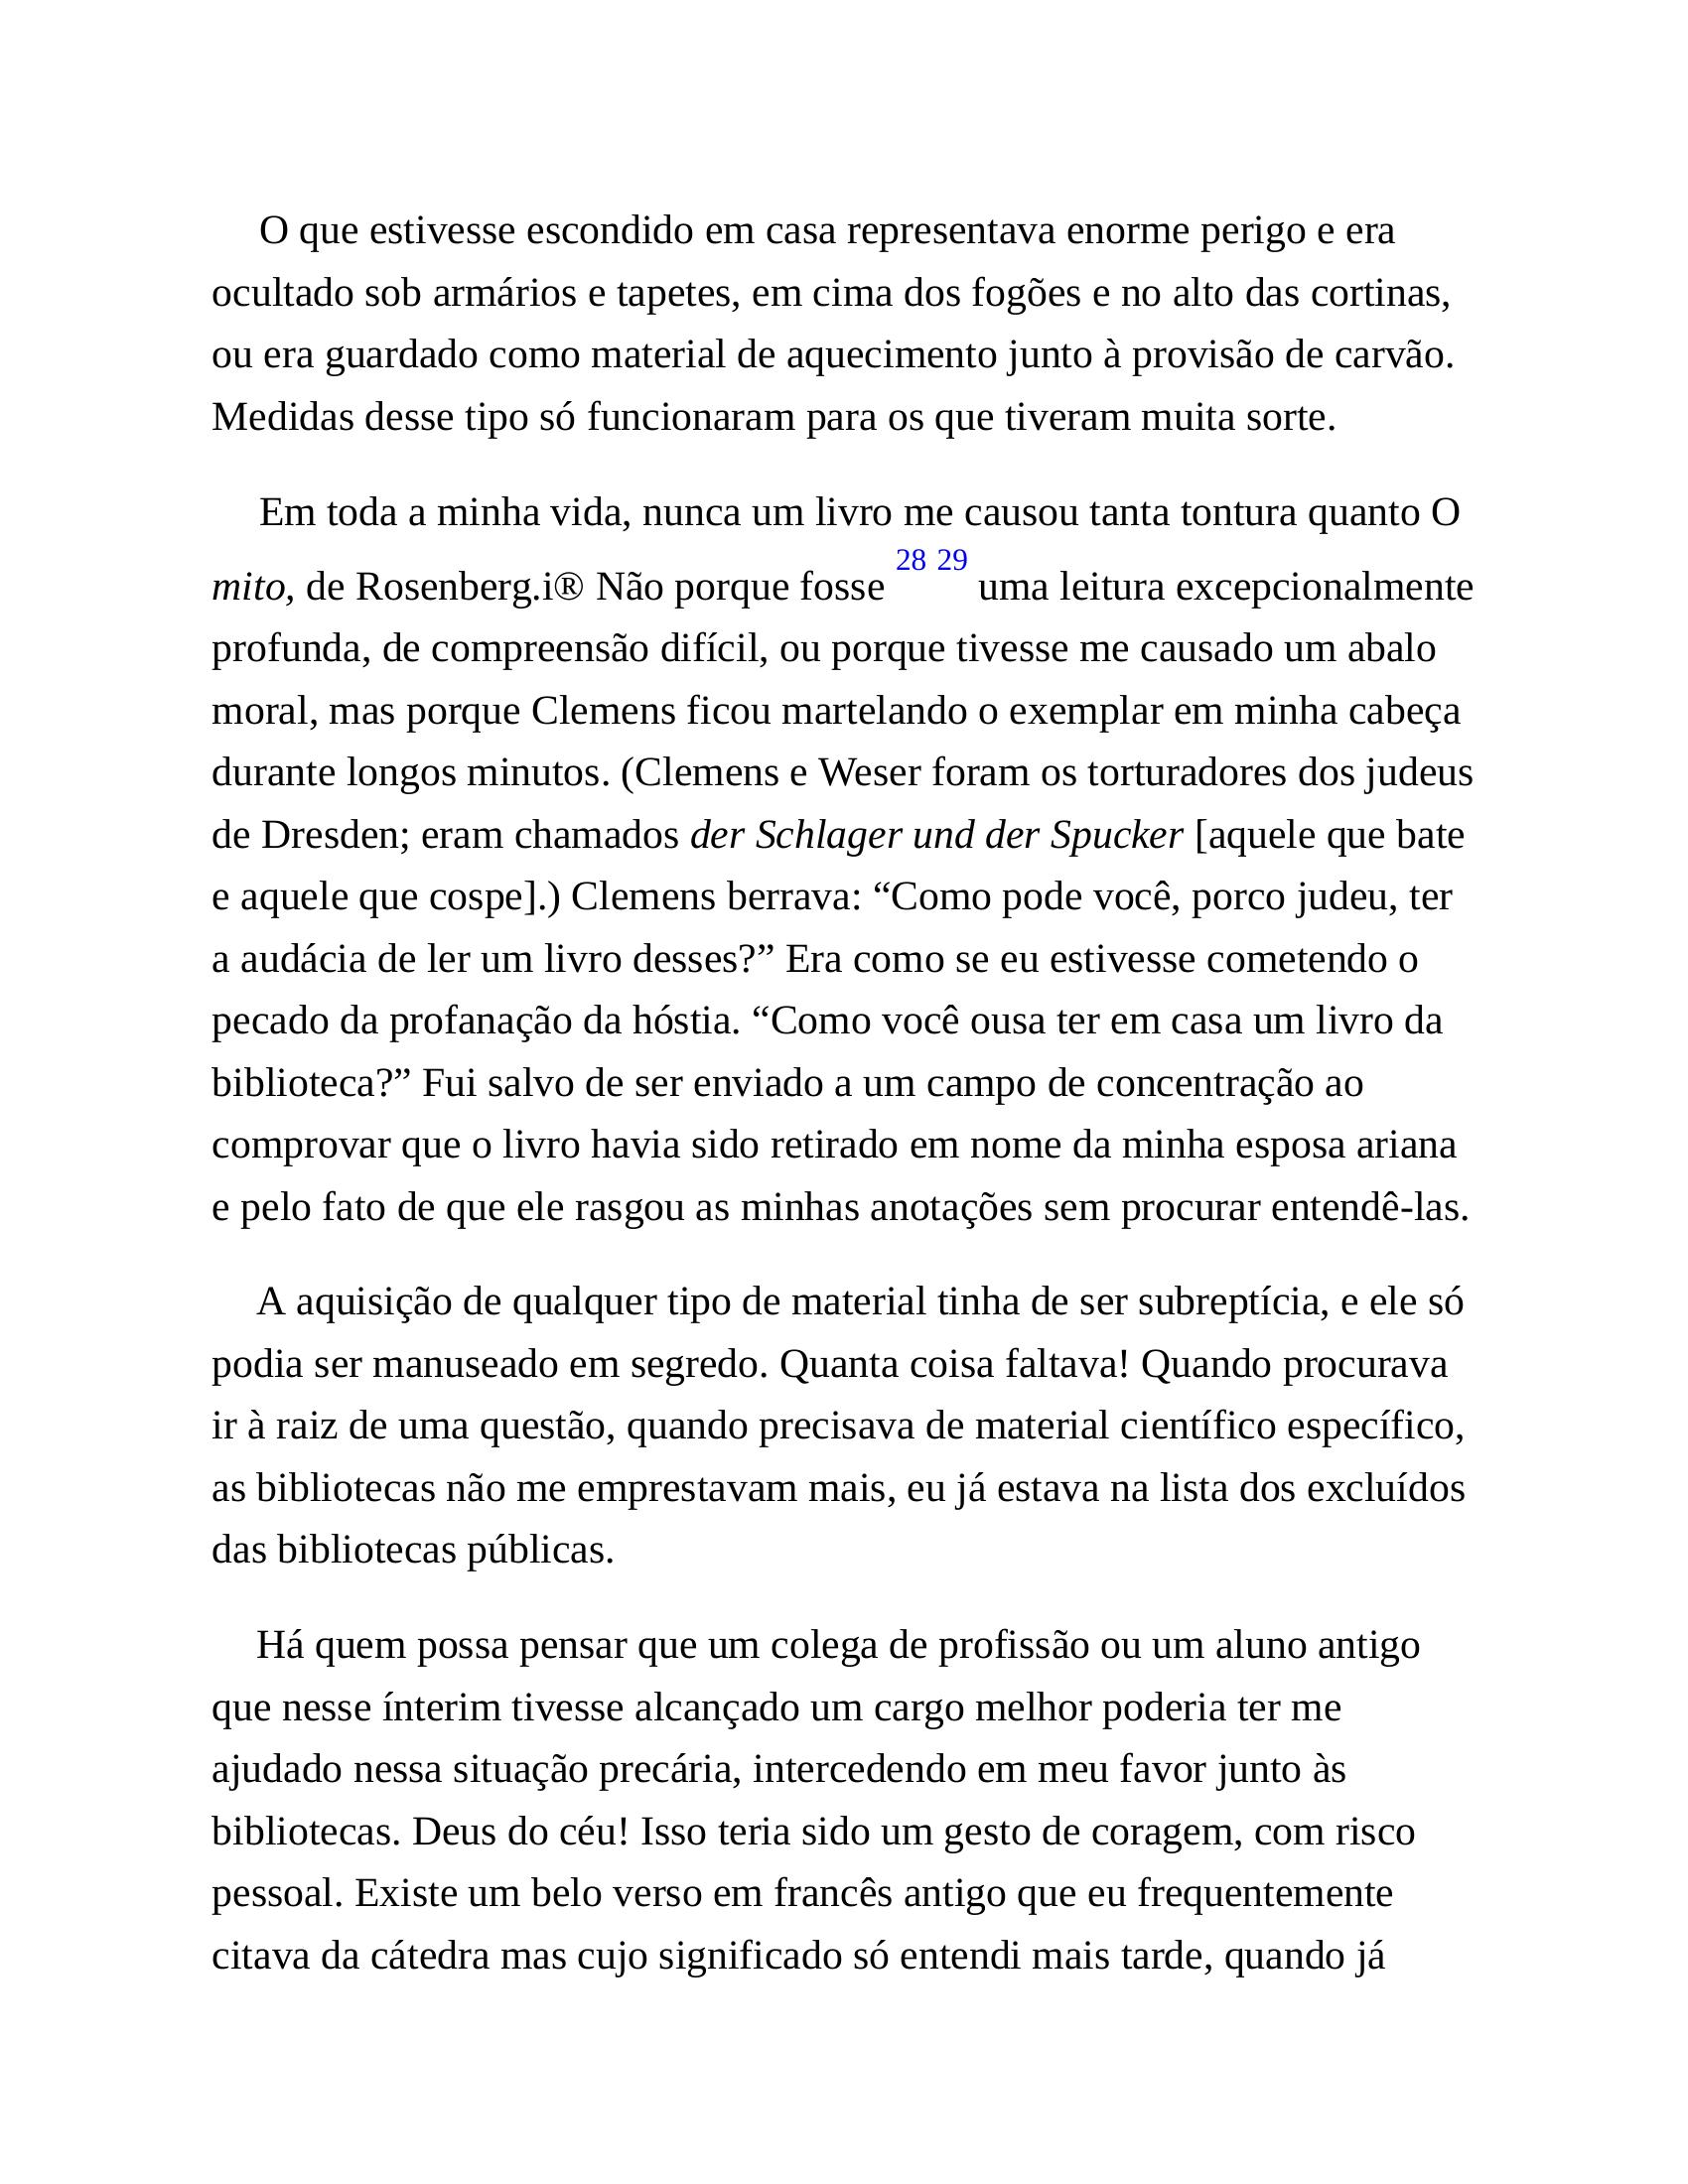 O que estivesse escondido em casa representava enorme perigo e era
ocultado sob armários e tapetes, em cima dos fogões e no alto das cortinas,
ou era guardado como material de aquecimento junto à provisão de carvão.
Medidas desse tipo só funcionaram para os que tiveram muita sorte.
Em toda a minha vida, nunca um livro me causou tanta tontura quanto O
mito, de Rosenberg.i® Não porque fosse 28 29 uma leitura excepcionalmente
profunda, de compreensão difícil, ou porque tivesse me causado um abalo
moral, mas porque Clemens ficou martelando o exemplar em minha cabeça
durante longos minutos. (Clemens e Weser foram os torturadores dos judeus
de Dresden; eram chamados der Schlager und der Spucker [aquele que bate
e aquele que cospe].) Clemens berrava: “Como pode você, porco judeu, ter
a audácia de ler um livro desses?” Era como se eu estivesse cometendo o
pecado da profanação da hóstia. “Como você ousa ter em casa um livro da
biblioteca?” Fui salvo de ser enviado a um campo de concentração ao
comprovar que o livro havia sido retirado em nome da minha esposa ariana
e pelo fato de que ele rasgou as minhas anotações sem procurar entendê-las.
A aquisição de qualquer tipo de material tinha de ser subreptícia, e ele só
podia ser manuseado em segredo. Quanta coisa faltava! Quando procurava
ir à raiz de uma questão, quando precisava de material científico específico,
as bibliotecas não me emprestavam mais, eu já estava na lista dos excluídos
das bibliotecas públicas.
Há quem possa pensar que um colega de profissão ou um aluno antigo
que nesse ínterim tivesse alcançado um cargo melhor poderia ter me
ajudado nessa situação precária, intercedendo em meu favor junto às
bibliotecas. Deus do céu! Isso teria sido um gesto de coragem, com risco
pessoal. Existe um belo verso em francês antigo que eu frequentemente
citava da cátedra mas cujo significado só entendi mais tarde, quando já